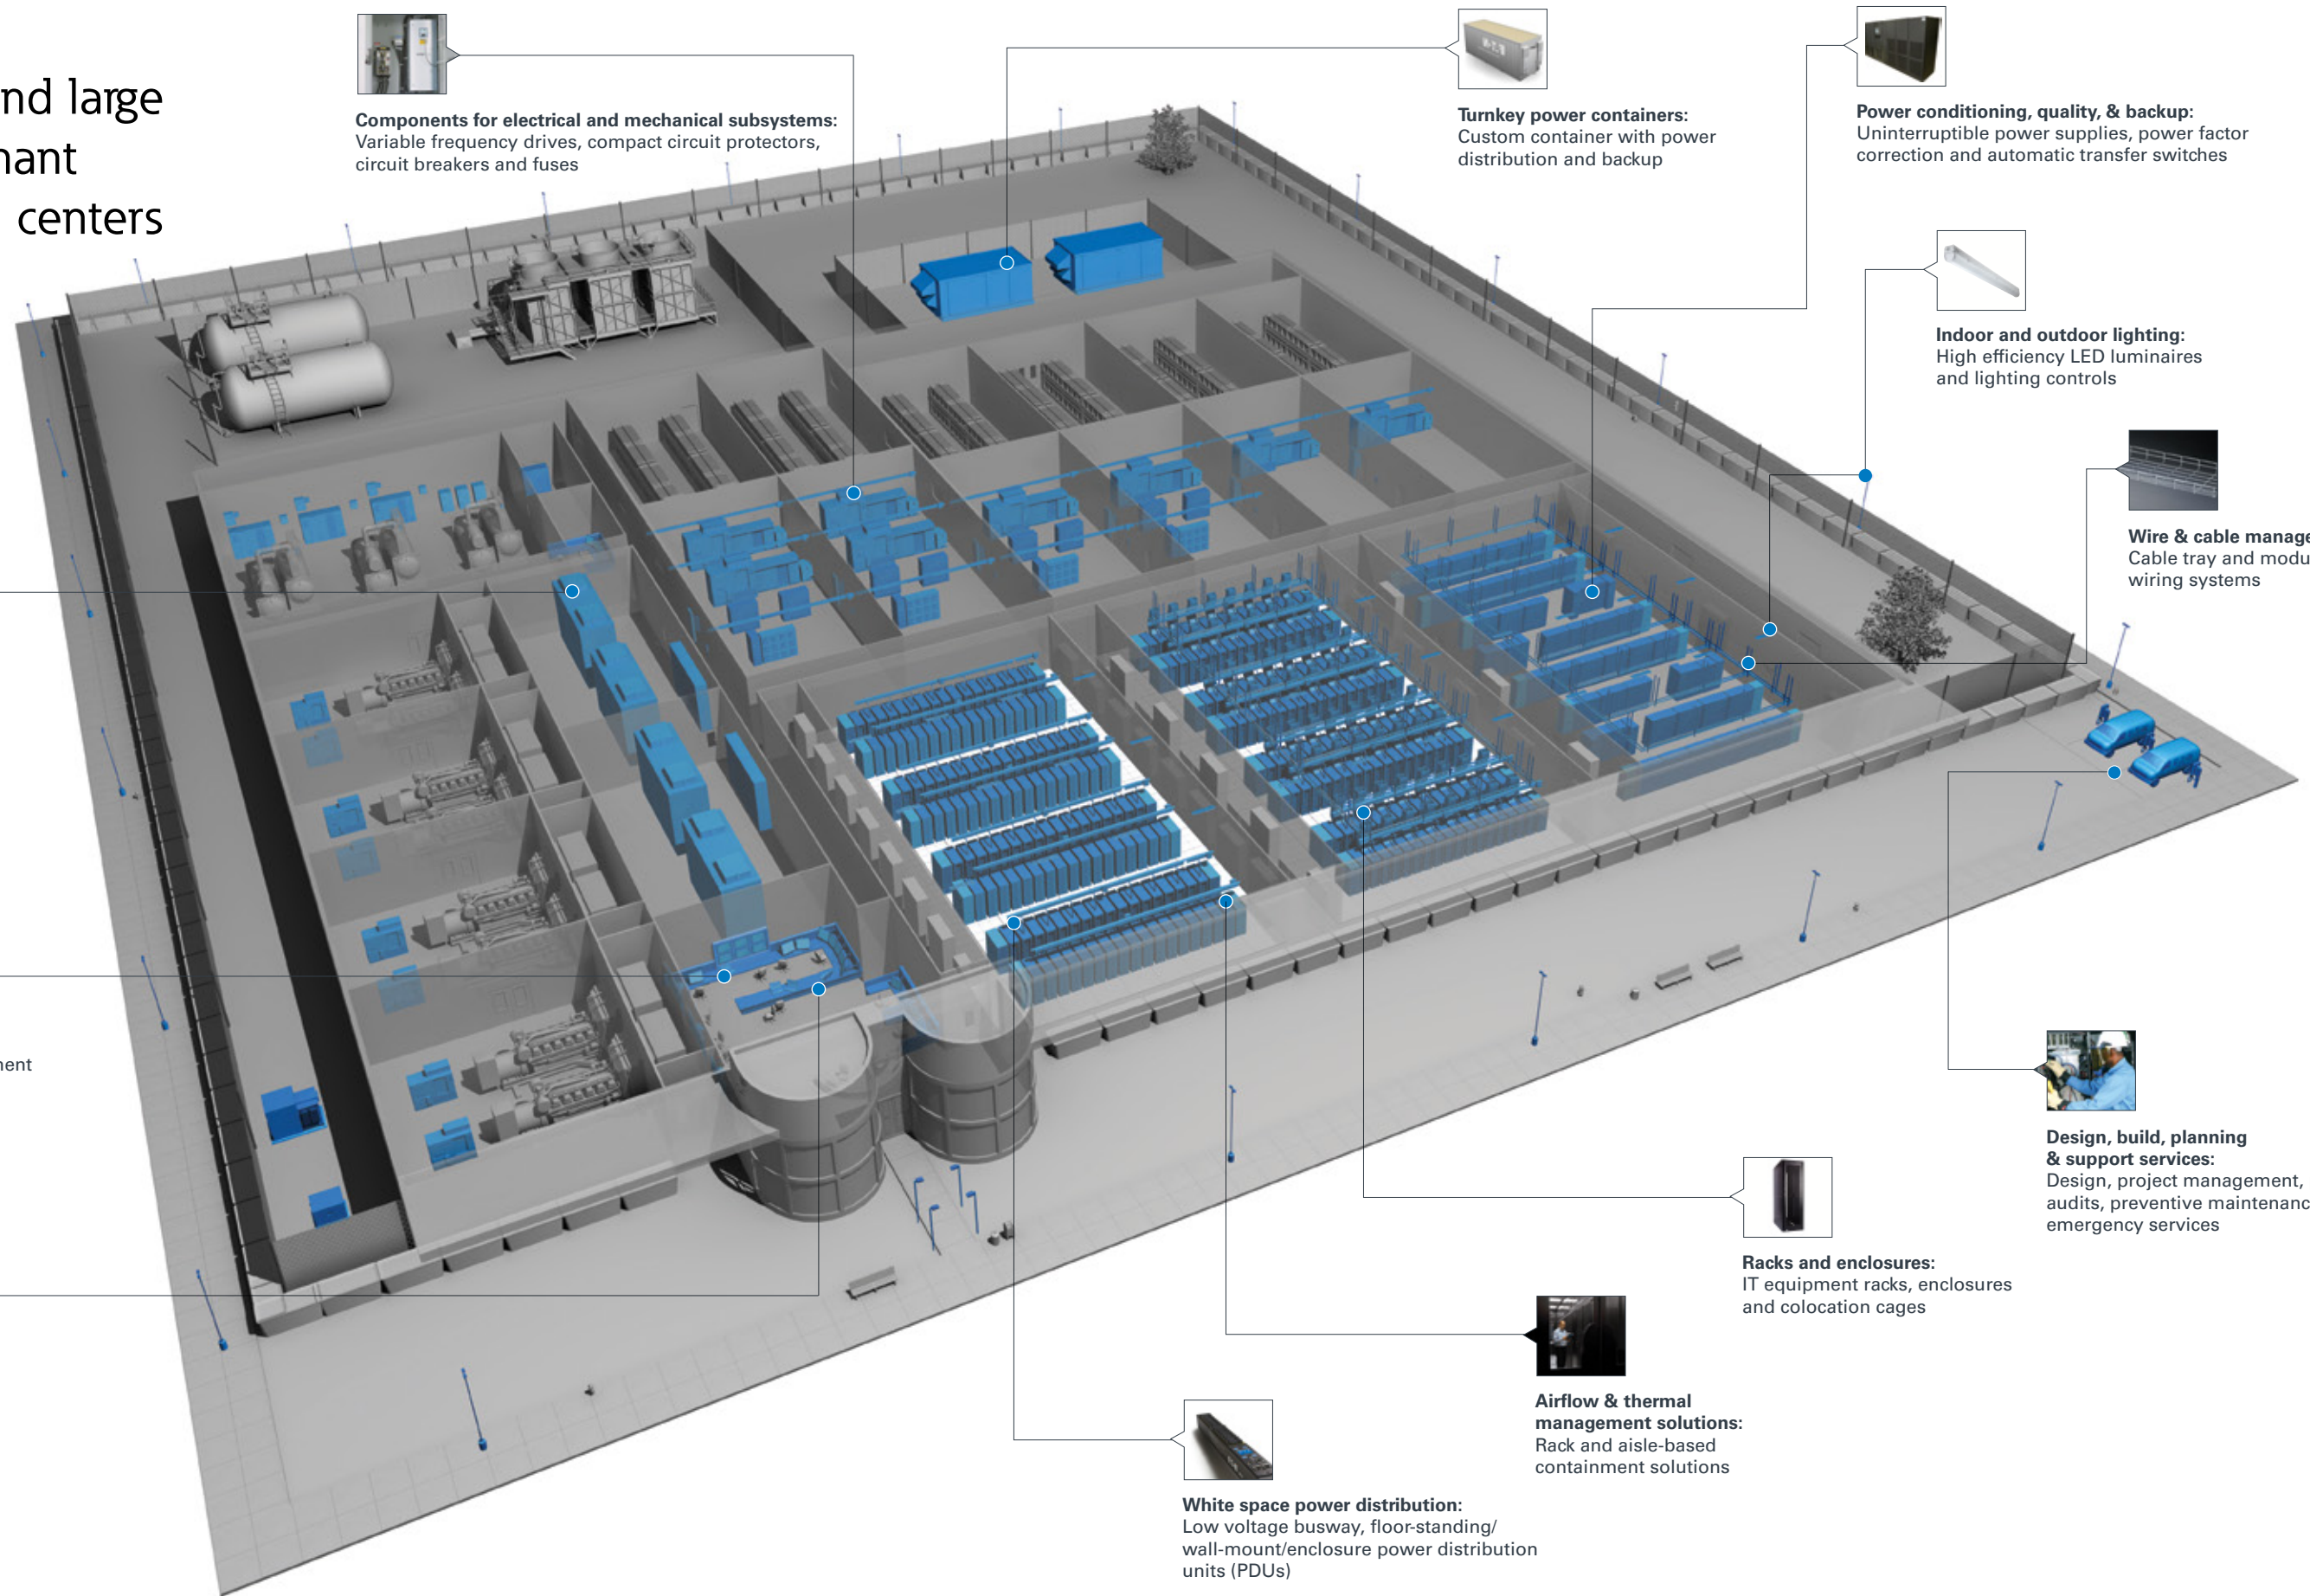 nd large
nant
centers
Components for electrical and mechanical subsystems:
Variable frequency drives, compact circuit protectors,
circuit breakers and fuses
Turnkey power containers:
Custom container with power
distribution and backup
Power conditioning, quality, & backup:
Uninterruptible power supplies, power factor
correction and automatic transfer switches
Indoor and outdoor lighting:
High efficiency LED luminaires
and lighting controls
Wire & cable manage
Cable tray and modu
wiring systems
nent
Design, build, planning
& support services:
Design, project management,
audits, preventive maintenanc
emergency services
Racks and enclosures:
IT equipment racks, enclosures
and colocation cages
Airflow & thermal
management solutions:
Rack and aisle-based
containment solutions
White space power distribution:
Low voltage busway, floor-standing/
wall-mount/enclosure power distribution
units (PDUs)